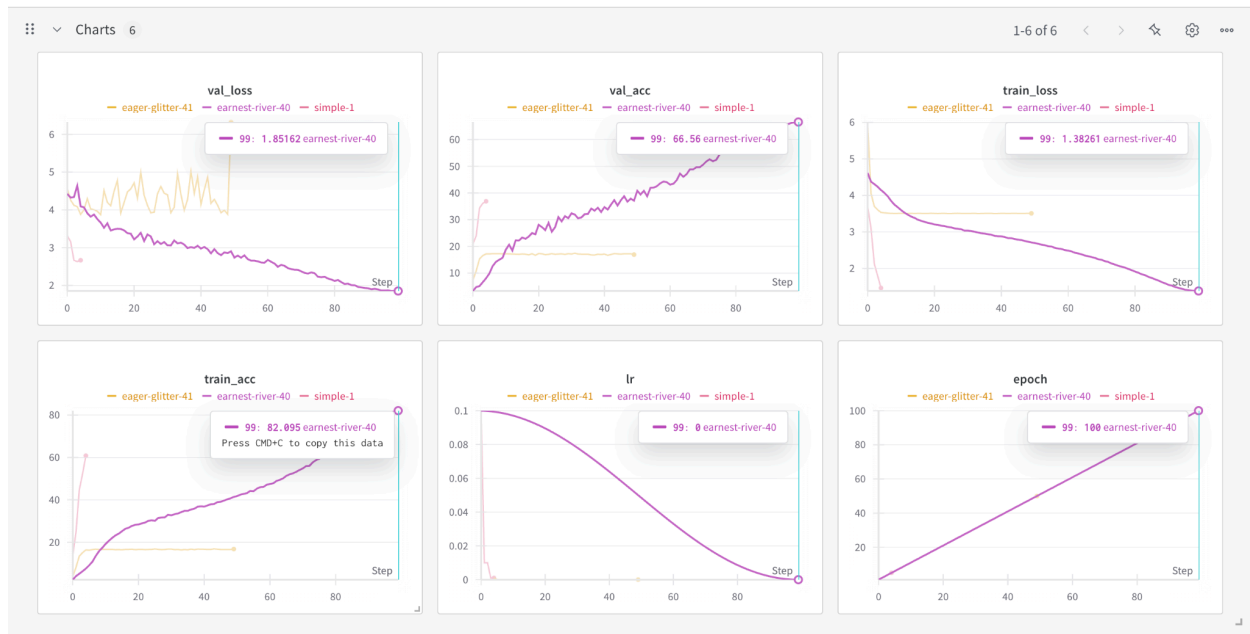 Charts 6
1-6 of 6
val_loss
eager-glitter-41 earnest-river-40 simple-1
99: 1.85162 earnest-river-40
6
5
4
3
2
Step
0 20 40 60 80
val_acc
eager-glitter-41 earnest-river-40 simple-1
99: 66.56 earnest-river-40
60
50
40
30
20
10
Step
0 20 40 60 80
train_loss
eager-glitter-41 earnest-river-40 simple-1
6
99: 1.38261 earnest-river-40
5
4
3
2
Step
0 20 40 60 80
train_acc
eager-glitter-41 earnest-river-40 simple-1
80
99: 82.095 earnest-river-40
Press CMD+C to copy this data
60
40
20
Step
0 20 40 60 80
lr
eager-glitter-41 earnest-river-40 simple-1
0.1
99: 0 earnest-river-40
0.08
0.06
0.04
0.02
0
Step
0 20 40 60 80
epoch
eager-glitter-41 earnest-river-40 simple-1
100
99: 100 earnest-river-40
80
60
40
20
Step
0 20 40 60 80